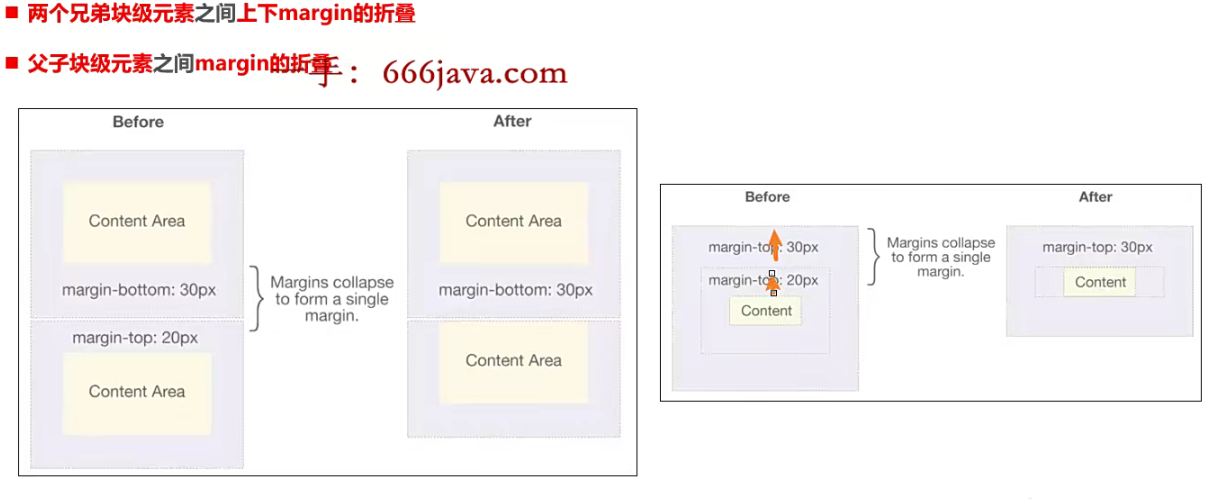 两个兄弟块级元素之间上下margin的折叠
父子块级元素之间margin的折叠
一手：666java.com
Before
After
Content Area
margin-bottom: 30px
margin-top: 20px
Content Area
Margins collapse
to form a single
margin.
Content Area
margin-bottom: 30px
Content Area
Before
After
margin-top: 30px
margin-top: 20px
Content
Margins collapse
to form a single
margin.
margin-top: 30px
Content